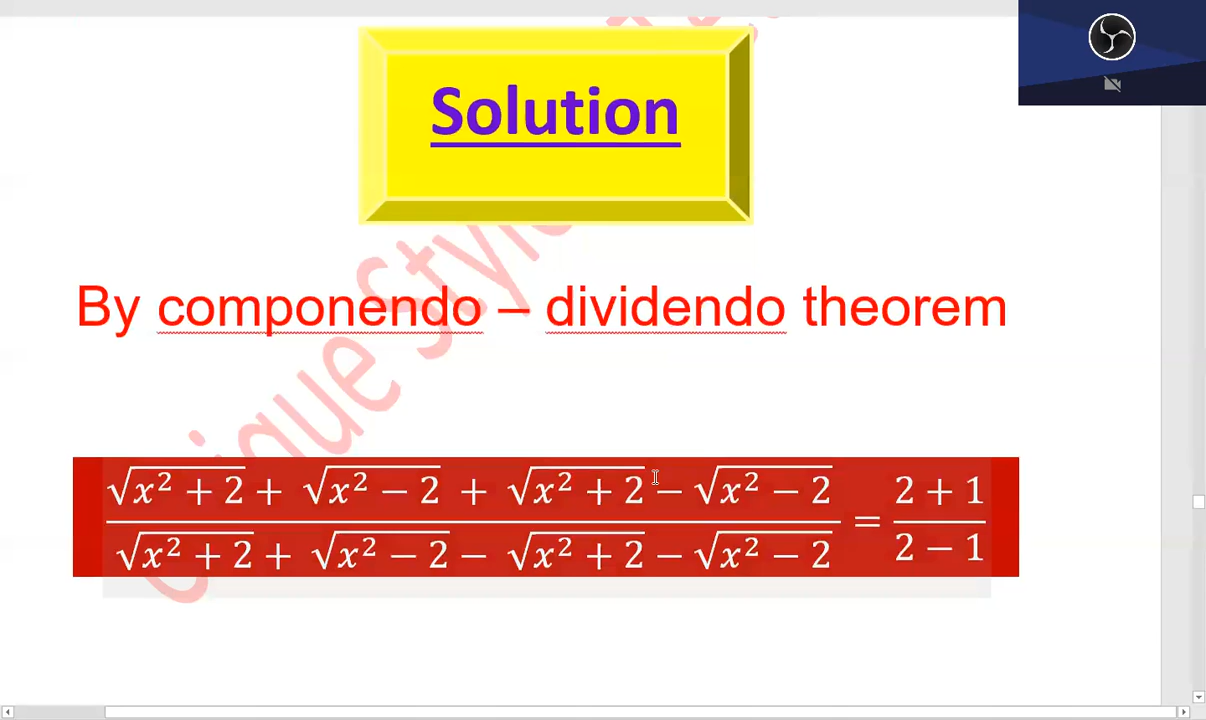 Solution
By componendo – dividendo theorem
√(x² + 2) + √(x² − 2) + √(x² + 2) − √(x² − 2) / √(x² + 2) + √(x² − 2) − √(x² + 2) − √(x² − 2) = 2 + 1 / 2 − 1